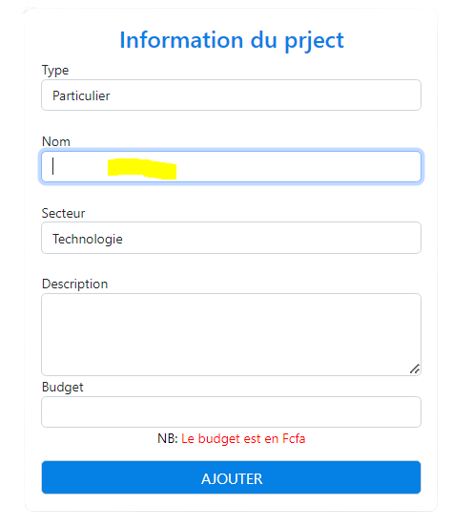 Information du prject
Type
Particulier
Nom
Secteur
Technologie
Description
Budget
NB: Le budget est en Fcfa
AJOUTER